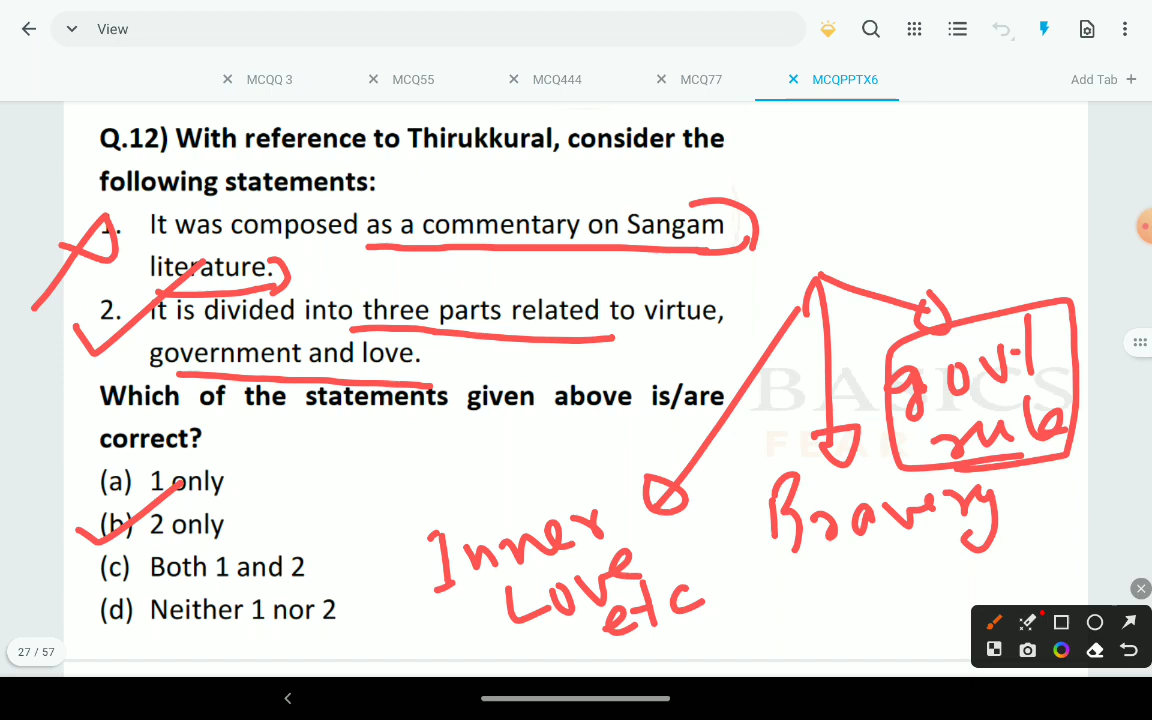 View
MCQQ 3
MCQ55
MCQ444
MCQ77
MCQPPTX6
Add Tab +
Q.12) With reference to Thirukkural, consider the
following statements:
1. It was composed as a commentary on Sangam
literature.
2. It is divided into three parts related to virtue,
government and love.
Which of the statements given above is/are
correct?
(a) 1 only
(b) 2 only
(c) Both 1 and 2
(d) Neither 1 nor 2
BASICS
FEAR
gov.l
rule
Bravery
Inner
Love
etc
27 / 57